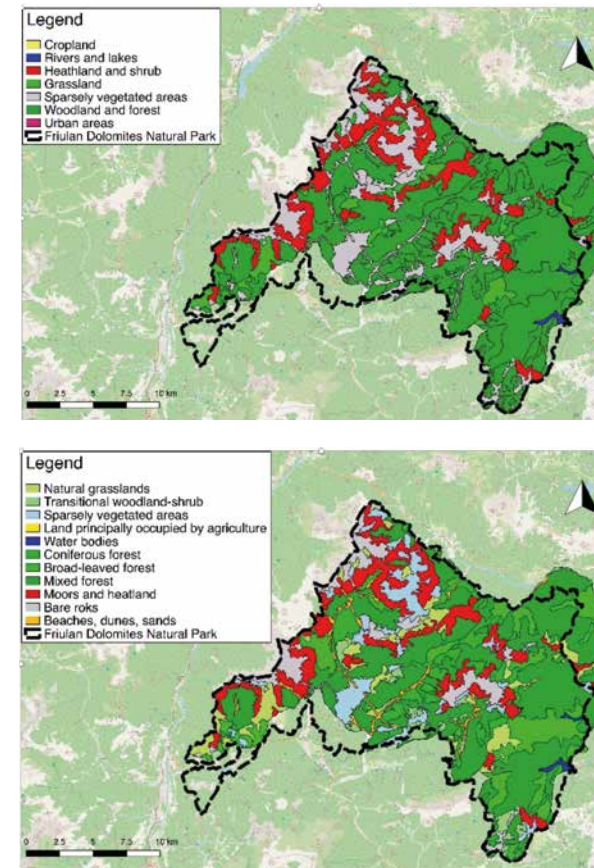 Legend
Cropland
Rivers and lakes
Heathland and shrub
Grassland
Sparsely vegetated areas
Woodland and forest
Urban areas
Friulan Dolomites Natural Park
0 2.5 5 7.5 10 km
Legend
Natural grasslands
Transitional woodland-shrub
Sparsely vegetated areas
Land principally occupied by agriculture
Water bodies
Coniferous forest
Broad-leaved forest
Mixed forest
Moors and heatland
Bare roks
Beaches, dunes, sands
Friulan Dolomites Natural Park
0 2.5 5 7.5 10 km